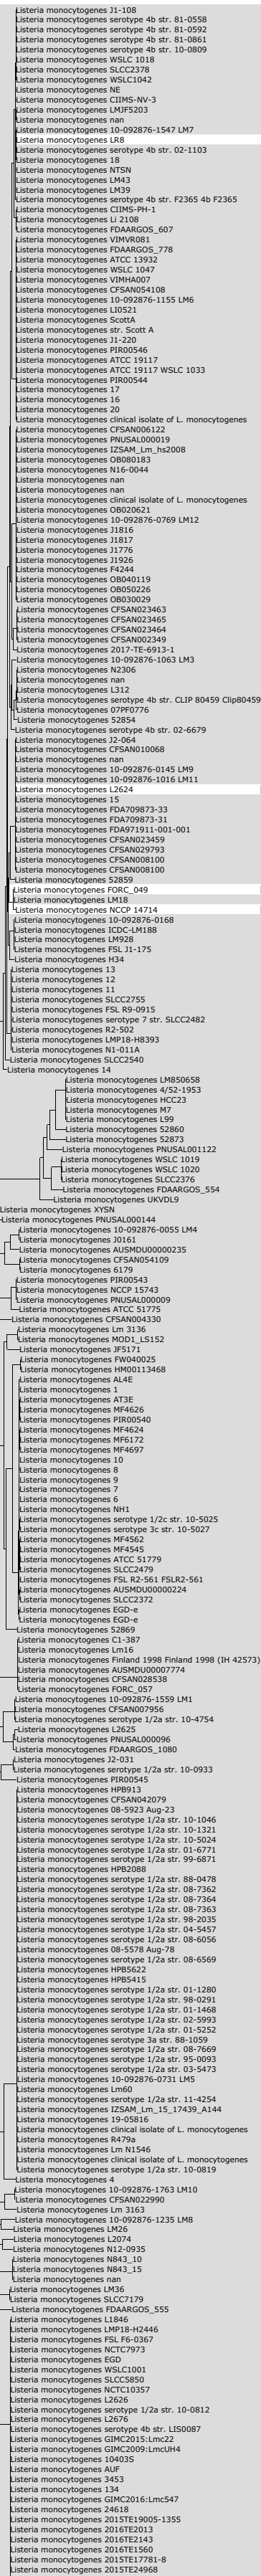 Listeria monocytogenes J1-108
Listeria monocytogenes serotype 4b str. 81-0558
Listeria monocytogenes serotype 4b str. 81-0592
Listeria monocytogenes serotype 4b str. 81-0861
Listeria monocytogenes serotype 4b str. 10-0809
Listeria monocytogenes WSLC 1018
Listeria monocytogenes SLCC2378
Listeria monocytogenes WSLC1042
Listeria monocytogenes NE
Listeria monocytogenes CIIMS-NV-3
Listeria monocytogenes LMJF5203
Listeria monocytogenes nan
Listeria monocytogenes 10-092876-1547 LM7
Listeria monocytogenes LR8
Listeria monocytogenes serotype 4b str. 02-1103
Listeria monocytogenes 18
Listeria monocytogenes NTSN
Listeria monocytogenes LM43
Listeria monocytogenes LM39
Listeria monocytogenes serotype 4b str. F2365 4b F2365
Listeria monocytogenes CIIMS-PH-1
Listeria monocytogenes Li 2108
Listeria monocytogenes FDAARGOS_607
Listeria monocytogenes VIMVR081
Listeria monocytogenes FDAARGOS_778
Listeria monocytogenes ATCC 13932
Listeria monocytogenes WSLC 1047
Listeria monocytogenes VIMHA007
Listeria monocytogenes CFSAN054108
Listeria monocytogenes 10-092876-1155 LM6
Listeria monocytogenes LI0521
Listeria monocytogenes ScottA
Listeria monocytogenes str. Scott A
Listeria monocytogenes J1-220
Listeria monocytogenes PIR00546
Listeria monocytogenes ATCC 19117
Listeria monocytogenes ATCC 19117 WSLC 1033
Listeria monocytogenes PIR00544
Listeria monocytogenes 17
Listeria monocytogenes 16
Listeria monocytogenes 20
Listeria monocytogenes clinical isolate of L. monocytogenes
Listeria monocytogenes CFSAN006122
Listeria monocytogenes PNUSAL000019
Listeria monocytogenes IZSAM_Lm_hs2008
Listeria monocytogenes OB080183
Listeria monocytogenes N16-0044
Listeria monocytogenes nan
Listeria monocytogenes nan
Listeria monocytogenes clinical isolate of L. monocytogenes
Listeria monocytogenes OB020621
Listeria monocytogenes 10-092876-0769 LM12
Listeria monocytogenes J1816
Listeria monocytogenes J1817
Listeria monocytogenes J1776
Listeria monocytogenes J1926
Listeria monocytogenes F4244
Listeria monocytogenes OB040119
Listeria monocytogenes OB050226
Listeria monocytogenes OB030029
Listeria monocytogenes CFSAN023463
Listeria monocytogenes CFSAN023465
Listeria monocytogenes CFSAN023464
Listeria monocytogenes CFSAN002349
Listeria monocytogenes 2017-TE-6913-1
Listeria monocytogenes 10-092876-1063 LM3
Listeria monocytogenes N2306
Listeria monocytogenes nan
Listeria monocytogenes L312
Listeria monocytogenes serotype 4b str. CLIP 80459 Clip80459
Listeria monocytogenes 07PF0776
Listeria monocytogenes 52854
Listeria monocytogenes serotype 4b str. 02-6679
Listeria monocytogenes J2-064
Listeria monocytogenes CFSAN010068
Listeria monocytogenes nan
Listeria monocytogenes 10-092876-0145 LM9
Listeria monocytogenes 10-092876-1016 LM11
Listeria monocytogenes L2624
Listeria monocytogenes 15
Listeria monocytogenes FDA709873-33
Listeria monocytogenes FDA709873-31
Listeria monocytogenes FDA971911-001-001
Listeria monocytogenes CFSAN023459
Listeria monocytogenes CFSAN029793
Listeria monocytogenes CFSAN008100
Listeria monocytogenes CFSAN008100
Listeria monocytogenes 52859
Listeria monocytogenes FORC_049
Listeria monocytogenes LM18
Listeria monocytogenes NCCP 14714
Listeria monocytogenes 10-092876-0168
Listeria monocytogenes ICDC-LM188
Listeria monocytogenes LM928
Listeria monocytogenes FSL J1-175
Listeria monocytogenes H34
Listeria monocytogenes 13
Listeria monocytogenes 12
Listeria monocytogenes 11
Listeria monocytogenes SLCC2755
Listeria monocytogenes FSL R9-0915
Listeria monocytogenes serotype 7 str. SLCC2482
Listeria monocytogenes R2-502
Listeria monocytogenes LMP18-H8393
Listeria monocytogenes N1-011A
Listeria monocytogenes SLCC2540
Listeria monocytogenes 14
Listeria monocytogenes LM850658
Listeria monocytogenes 4/52-1953
Listeria monocytogenes HCC23
Listeria monocytogenes M7
Listeria monocytogenes L99
Listeria monocytogenes 52860
Listeria monocytogenes 52873
Listeria monocytogenes PNUSAL001122
Listeria monocytogenes WSLC 1019
Listeria monocytogenes WSLC 1020
Listeria monocytogenes SLCC2376
Listeria monocytogenes FDAARGOS_554
Listeria monocytogenes UKVDL9
Listeria monocytogenes XYSN
Listeria monocytogenes PNUSAL000144
Listeria monocytogenes 10-092876-0055 LM4
Listeria monocytogenes J0161
Listeria monocytogenes AUSMDU00000235
Listeria monocytogenes CFSAN054109
Listeria monocytogenes 6179
Listeria monocytogenes PIR00543
Listeria monocytogenes NCCP 15743
Listeria monocytogenes PNUSAL000009
Listeria monocytogenes ATCC 51775
Listeria monocytogenes CFSAN004330
Listeria monocytogenes Lm 3136
Listeria monocytogenes MOD1_LS152
Listeria monocytogenes JF5171
Listeria monocytogenes FW040025
Listeria monocytogenes HM00113468
Listeria monocytogenes AL4E
Listeria monocytogenes 1
Listeria monocytogenes AT3E
Listeria monocytogenes MF4626
Listeria monocytogenes PIR00540
Listeria monocytogenes MF4624
Listeria monocytogenes MF6172
Listeria monocytogenes MF4697
Listeria monocytogenes 10
Listeria monocytogenes 8
Listeria monocytogenes 9
Listeria monocytogenes 7
Listeria monocytogenes 6
Listeria monocytogenes NH1
Listeria monocytogenes serotype 1/2c str. 10-5025
Listeria monocytogenes serotype 3c str. 10-5027
Listeria monocytogenes MF4562
Listeria monocytogenes MF4545
Listeria monocytogenes ATCC 51779
Listeria monocytogenes SLCC2479
Listeria monocytogenes FSL R2-561 FSLR2-561
Listeria monocytogenes AUSMDU00000224
Listeria monocytogenes SLCC2372
Listeria monocytogenes EGD-e
Listeria monocytogenes EGD-e
Listeria monocytogenes 52869
Listeria monocytogenes C1-387
Listeria monocytogenes Lm16
Listeria monocytogenes Finland 1998 Finland 1998 (IH 42573)
Listeria monocytogenes AUSMDU00007774
Listeria monocytogenes CFSAN028538
Listeria monocytogenes FORC_057
Listeria monocytogenes 10-092876-1559 LM1
Listeria monocytogenes CFSAN007956
Listeria monocytogenes serotype 1/2a str. 10-4754
Listeria monocytogenes L2625
Listeria monocytogenes PNUSAL000096
Listeria monocytogenes FDAARGOS_1080
Listeria monocytogenes J2-031
Listeria monocytogenes serotype 1/2a str. 10-0933
Listeria monocytogenes PIR00545
Listeria monocytogenes HPB913
Listeria monocytogenes CFSAN042079
Listeria monocytogenes 08-5923 Aug-23
Listeria monocytogenes serotype 1/2a str. 10-1046
Listeria monocytogenes serotype 1/2a str. 10-1321
Listeria monocytogenes serotype 1/2a str. 10-5024
Listeria monocytogenes serotype 1/2a str. 01-6771
Listeria monocytogenes serotype 1/2a str. 99-6871
Listeria monocytogenes HPB2088
Listeria monocytogenes serotype 1/2a str. 88-0478
Listeria monocytogenes serotype 1/2a str. 08-7362
Listeria monocytogenes serotype 1/2a str. 08-7364
Listeria monocytogenes serotype 1/2a str. 08-7363
Listeria monocytogenes serotype 1/2a str. 98-2035
Listeria monocytogenes serotype 1/2a str. 04-5457
Listeria monocytogenes serotype 1/2a str. 08-6056
Listeria monocytogenes 08-5578 Aug-78
Listeria monocytogenes serotype 1/2a str. 08-6569
Listeria monocytogenes HPB5622
Listeria monocytogenes HPB5415
Listeria monocytogenes serotype 1/2a str. 01-1280
Listeria monocytogenes serotype 1/2a str. 98-0291
Listeria monocytogenes serotype 1/2a str. 01-1468
Listeria monocytogenes serotype 1/2a str. 02-5993
Listeria monocytogenes serotype 1/2a str. 01-5252
Listeria monocytogenes serotype 3a str. 88-1059
Listeria monocytogenes serotype 1/2a str. 08-7669
Listeria monocytogenes serotype 1/2a str. 95-0093
Listeria monocytogenes serotype 1/2a str. 03-5473
Listeria monocytogenes 10-092876-0731 LM5
Listeria monocytogenes Lm60
Listeria monocytogenes serotype 1/2a str. 11-4254
Listeria monocytogenes IZSAM_Lm_15_17439_A144
Listeria monocytogenes 19-05816
Listeria monocytogenes clinical isolate of L. monocytogenes
Listeria monocytogenes R479a
Listeria monocytogenes Lm N1546
Listeria monocytogenes clinical isolate of L. monocytogenes
Listeria monocytogenes serotype 1/2a str. 10-0819
Listeria monocytogenes 4
Listeria monocytogenes 10-092876-1763 LM10
Listeria monocytogenes CFSAN022990
Listeria monocytogenes Lm 3163
Listeria monocytogenes 10-092876-1235 LM8
Listeria monocytogenes LM26
Listeria monocytogenes L2074
Listeria monocytogenes N12-0935
Listeria monocytogenes N843_10
Listeria monocytogenes N843_15
Listeria monocytogenes nan
Listeria monocytogenes LM36
Listeria monocytogenes SLCC7179
Listeria monocytogenes FDAARGOS_555
Listeria monocytogenes L1846
Listeria monocytogenes LMP18-H2446
Listeria monocytogenes FSL F6-0367
Listeria monocytogenes NCTC7973
Listeria monocytogenes EGD
Listeria monocytogenes WSLC1001
Listeria monocytogenes SLCC5850
Listeria monocytogenes NCTC10357
Listeria monocytogenes L2626
Listeria monocytogenes serotype 1/2a str. 10-0812
Listeria monocytogenes L2676
Listeria monocytogenes serotype 4b str. LIS0087
Listeria monocytogenes GIMC2015:Lmc22
Listeria monocytogenes GIMC2009:LmcUH4
Listeria monocytogenes 10403S
Listeria monocytogenes AUF
Listeria monocytogenes 3453
Listeria monocytogenes 134
Listeria monocytogenes GIMC2016:Lmc547
Listeria monocytogenes 24618
Listeria monocytogenes 2015TE19005-1355
Listeria monocytogenes 2016TE2013
Listeria monocytogenes 2016TE2143
Listeria monocytogenes 2016TE1560
Listeria monocytogenes 2015TE17781-8
Listeria monocytogenes 2015TE24968